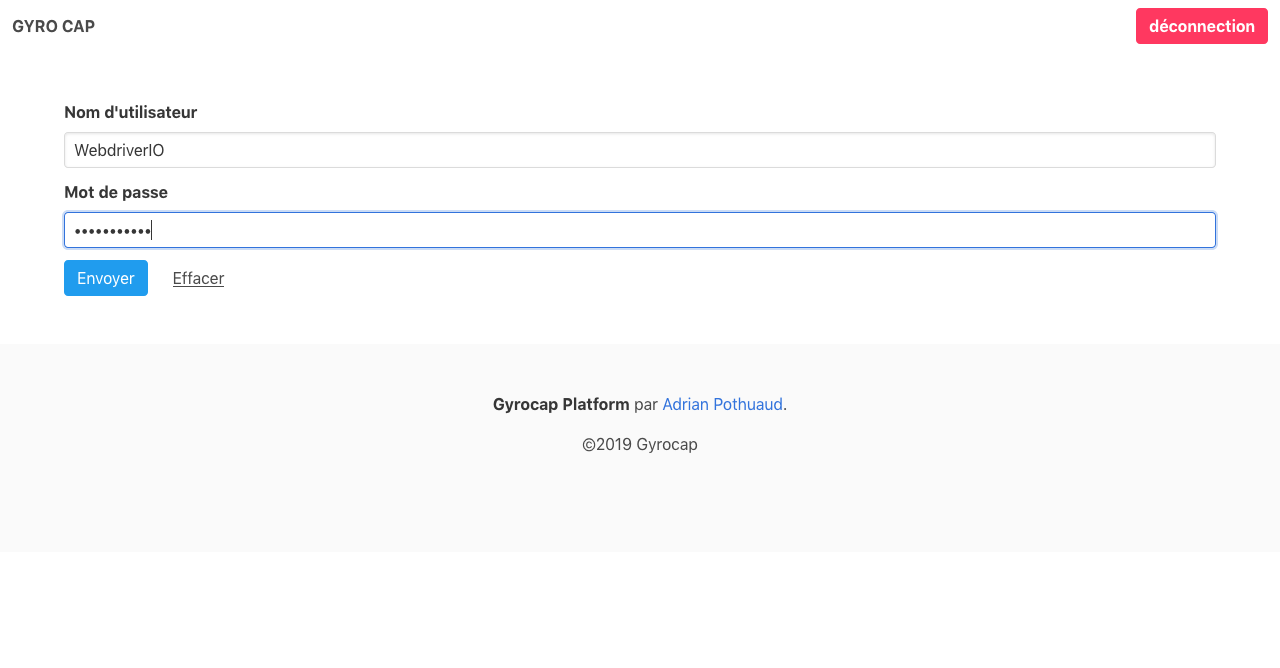 GYRO CAP
déconnection
Nom d'utilisateur
WebdriverIO
Mot de passe
•••••••••••
Envoyer
Effacer
Gyrocap Platform par Adrian Pothuaud.
©2019 Gyrocap